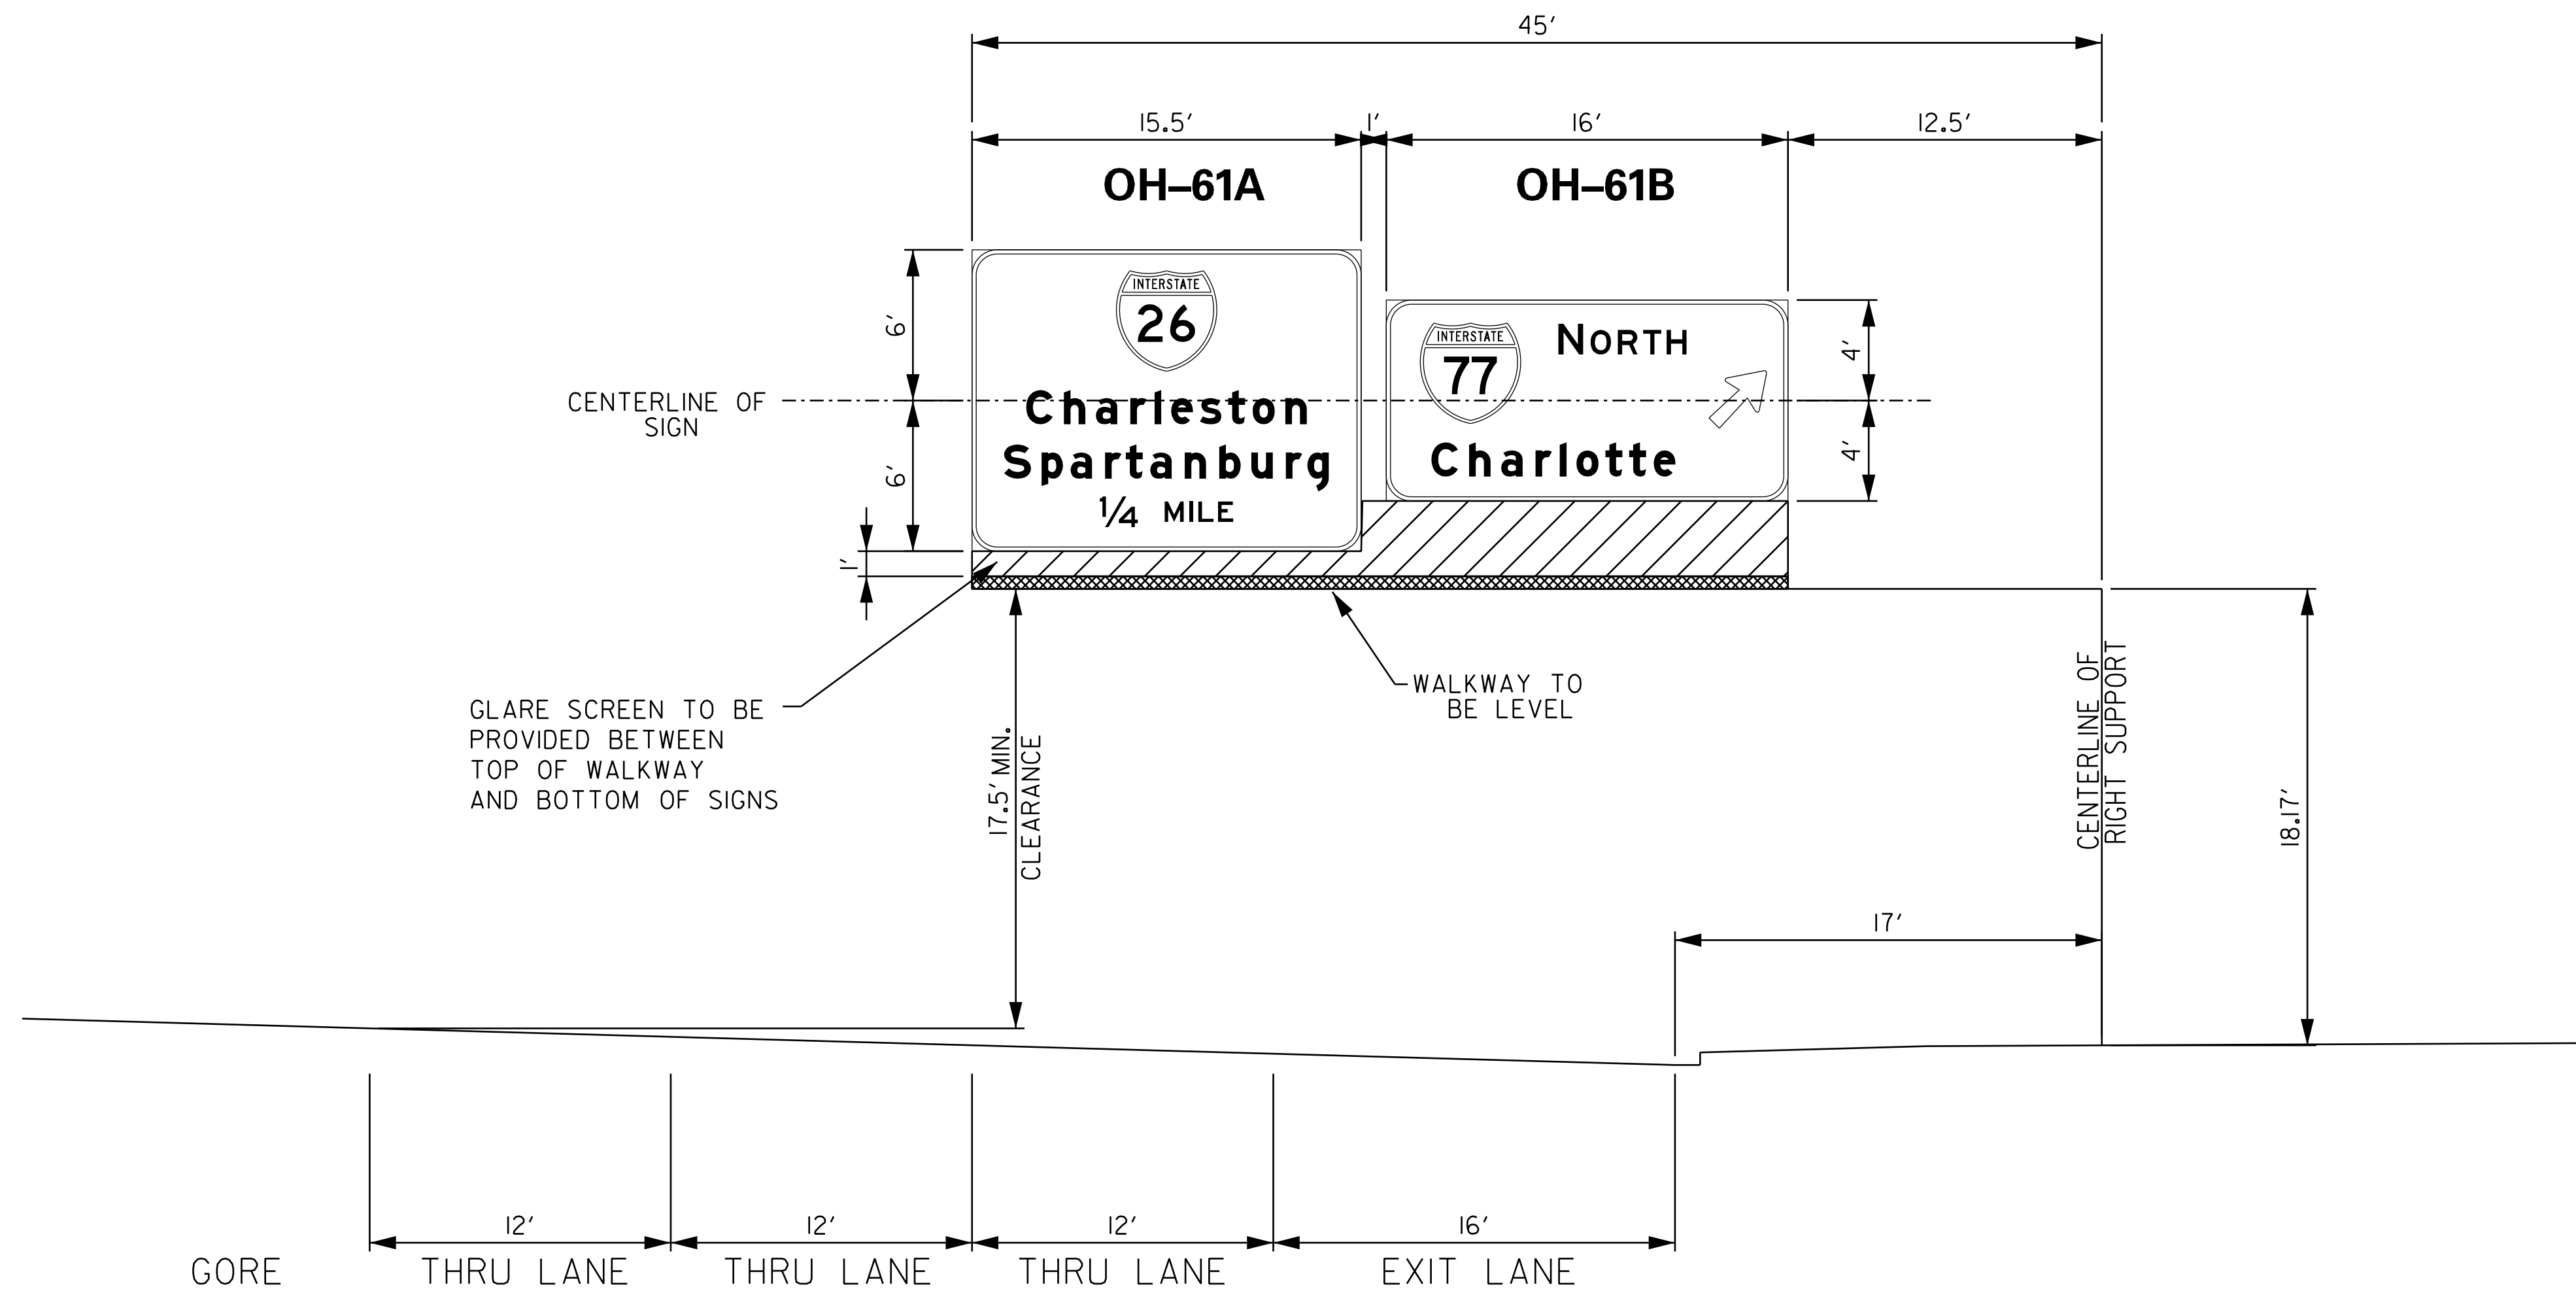 45'
15.5'
1'
16'
12.5'
OH–61A
OH–61B
INTERSTATE
26
Charleston
Spartanburg
1/4 MILE
INTERSTATE
77
NORTH
Charlotte
6'
6'
1'
4'
4'
CENTERLINE OF
SIGN
GLARE SCREEN TO BE
PROVIDED BETWEEN
TOP OF WALKWAY
AND BOTTOM OF SIGNS
WALKWAY TO
BE LEVEL
17.5' MIN.
CLEARANCE
CENTERLINE OF
RIGHT SUPPORT
18.17'
17'
12'
12'
12'
16'
GORE
THRU LANE
THRU LANE
THRU LANE
EXIT LANE